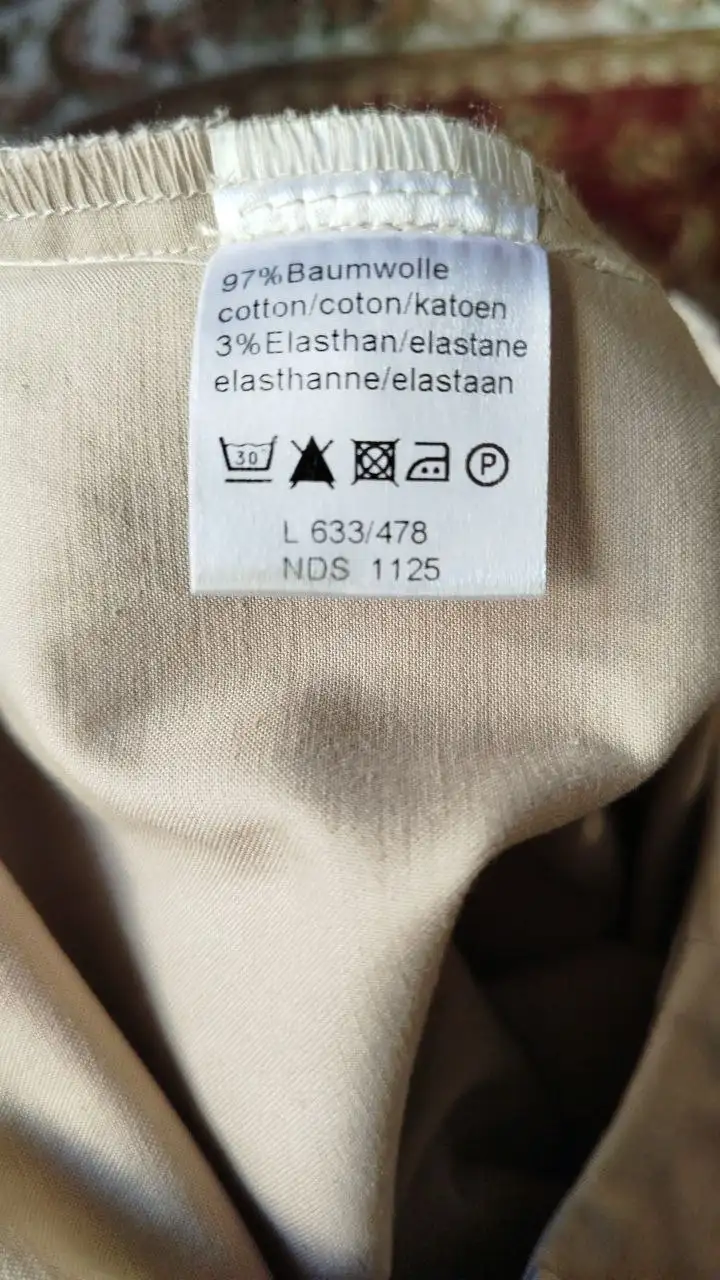 97% Baumwolle
cotton/coton/katoen
3% Elasthan/elastane
elasthanne/elastaan
30 P
L 633/478
NDS 1125